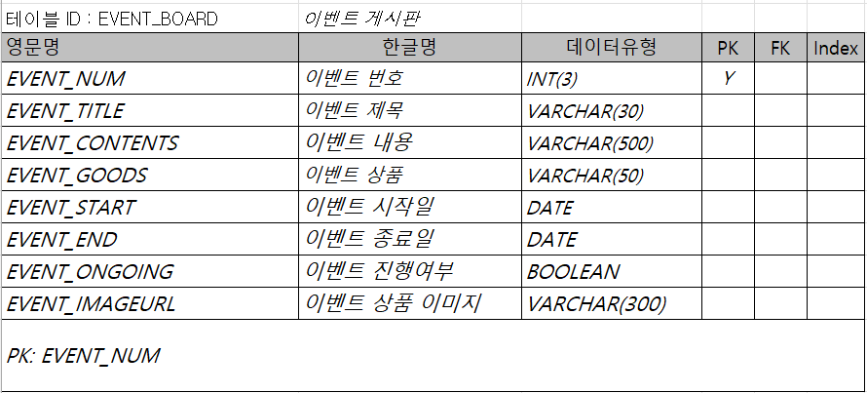 테이블 ID : EVENT_BOARD 이벤트 게시판
영문명 한글명 데이터유형 PK FK Index
EVENT_NUM 이벤트 번호 INT(3) Y
EVENT_TITLE 이벤트 제목 VARCHAR(30)
EVENT_CONTENTS 이벤트 내용 VARCHAR(500)
EVENT_GOODS 이벤트 상품 VARCHAR(50)
EVENT_START 이벤트 시작일 DATE
EVENT_END 이벤트 종료일 DATE
EVENT_ONGOING 이벤트 진행여부 BOOLEAN
EVENT_IMAGEURL 이벤트 상품 이미지 VARCHAR(300)
PK: EVENT_NUM